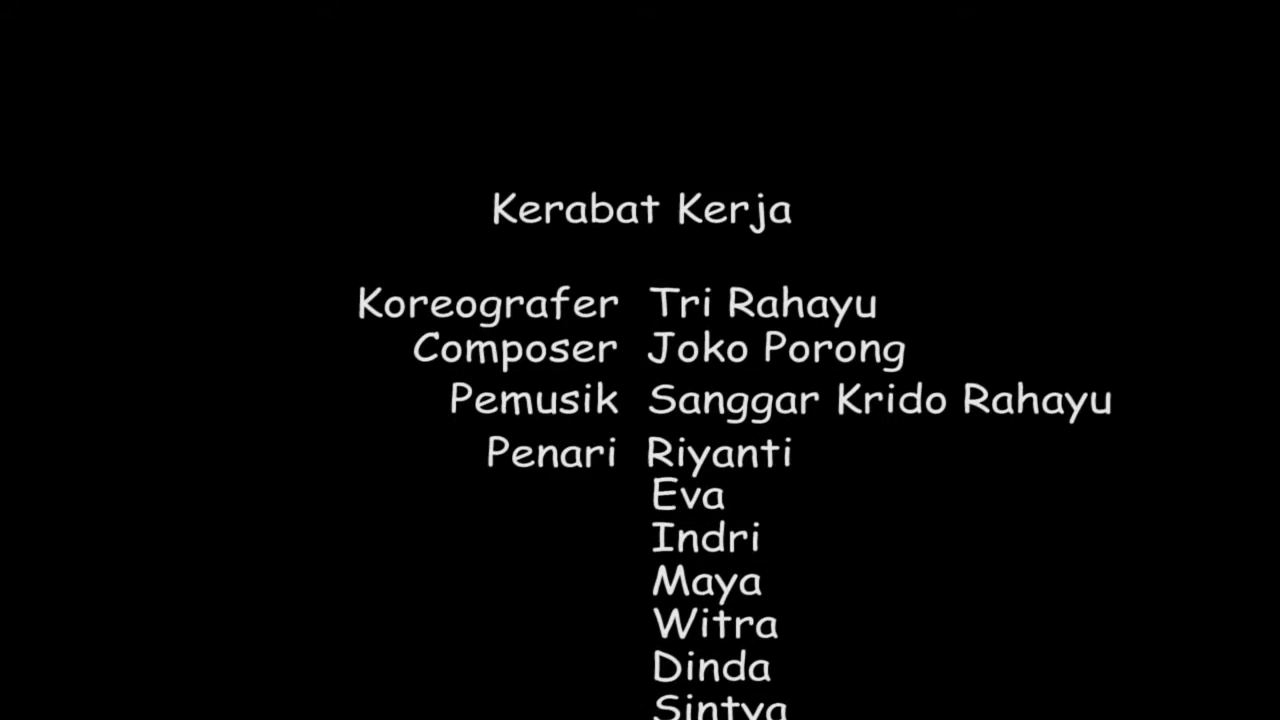 Kerabat Kerja
Koreografer Tri Rahayu
Composer Joko Porong
Pemusik Sanggar Krido Rahayu
Penari Riyanti
Eva
Indri
Maya
Witra
Dinda
Sintya